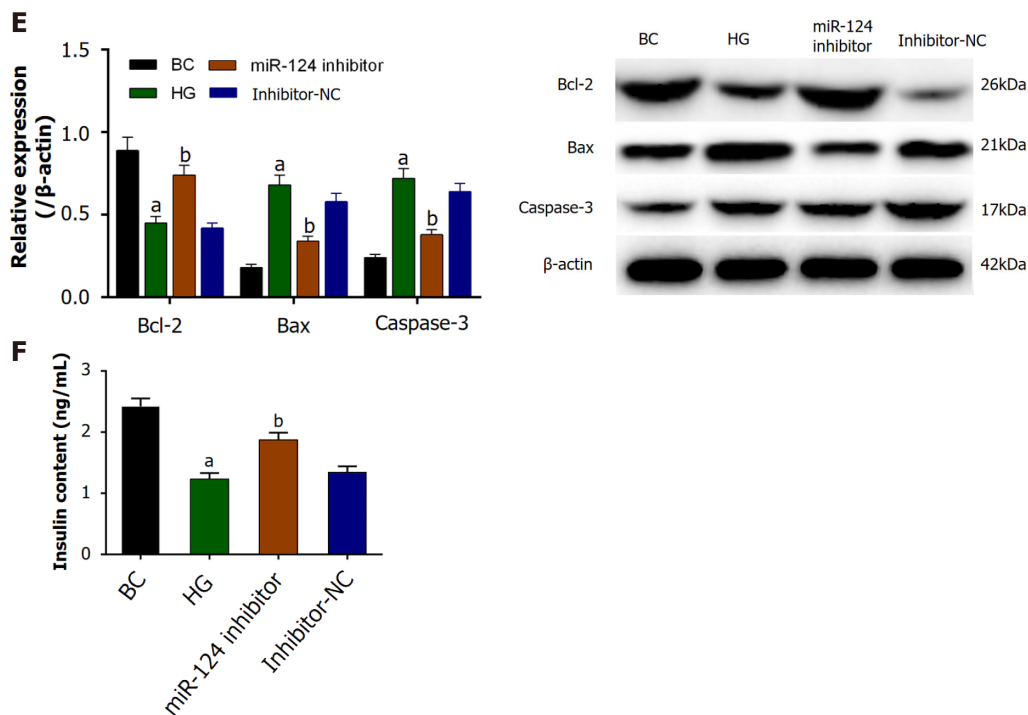 E
1.5
1.0
0.5
0.0
Relative expression
(/β-actin)
BC
miR-124 inhibitor
HG
Inhibitor-NC
a
b
a
b
a
b
Bcl-2
Bax
Caspase-3
BC
HG
miR-124
inhibitor
Inhibitor-NC
Bcl-2
26kDa
Bax
21kDa
Caspase-3
17kDa
β-actin
42kDa
F
3
2
1
0
Insulin content (ng/mL)
a
b
BC
HG
miR-124 inhibitor
Inhibitor-NC